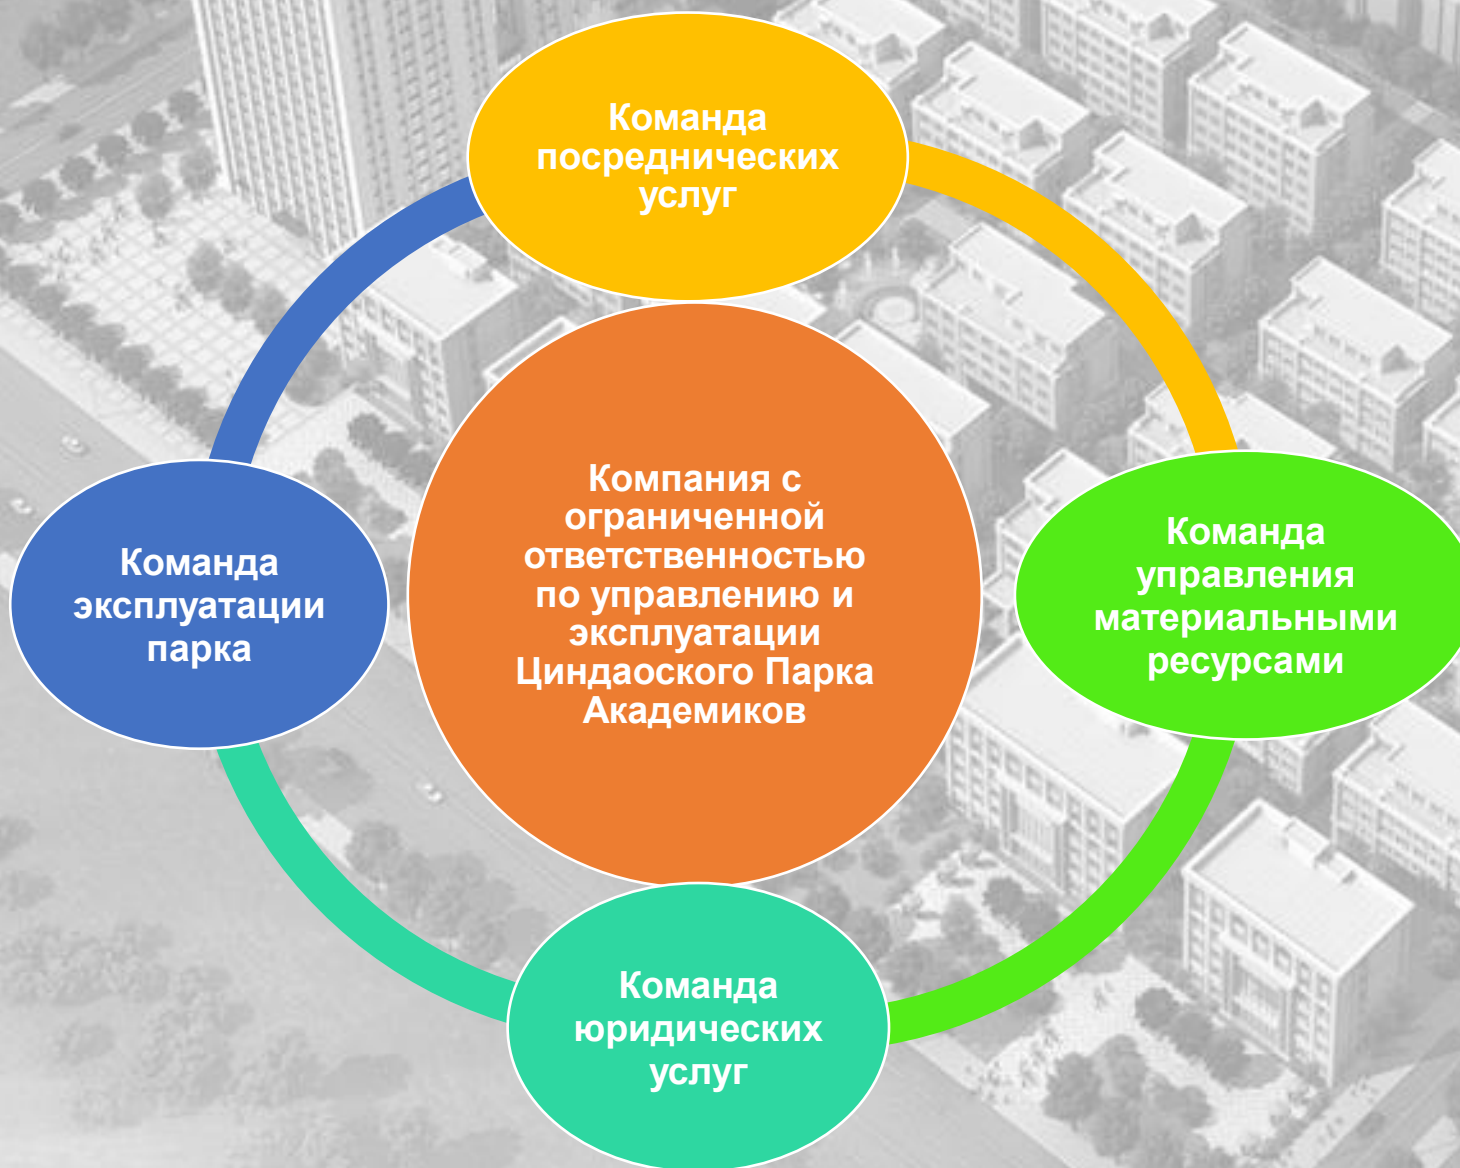 Команда
посреднических
услуг
Компания с
ограниченной
ответственностью
по управлению и
эксплуатации
Циндаоского Парка
Академиков
Команда
эксплуатации
парка
Команда
управления
материальными
ресурсами
Команда
юридических
услуг